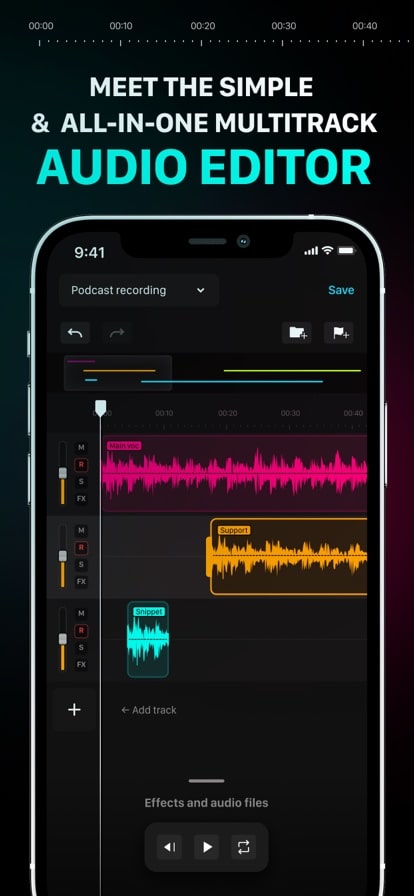 00:00 00:10 00:20 00:30 00:40
MEET THE SIMPLE
& ALL-IN-ONE MULTITRACK
AUDIO EDITOR
9:41
Podcast recording
Save
00:10 00:20 00:30 00:40
M
Main voc
R
S
FX
M
Support
R
S
FX
M
Snippet
R
S
FX
+ ← Add track
Effects and audio files